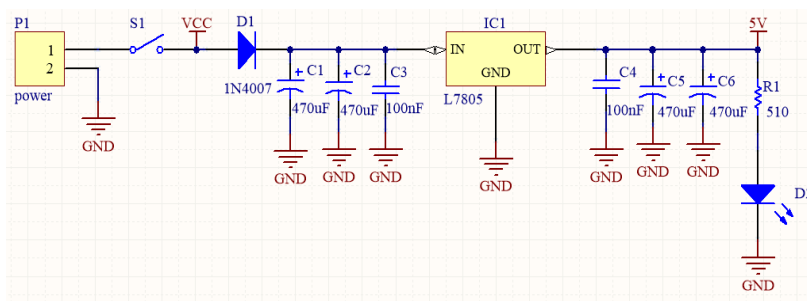 P1
1
2
power
GND
S1
VCC
D1
1N4007
C1
470uF
GND
C2
470uF
GND
C3
100nF
GND
IC1
IN
OUT
GND
L7805
GND
C4
100nF
GND
C5
470uF
GND
C6
470uF
GND
5V
R1
510
GND